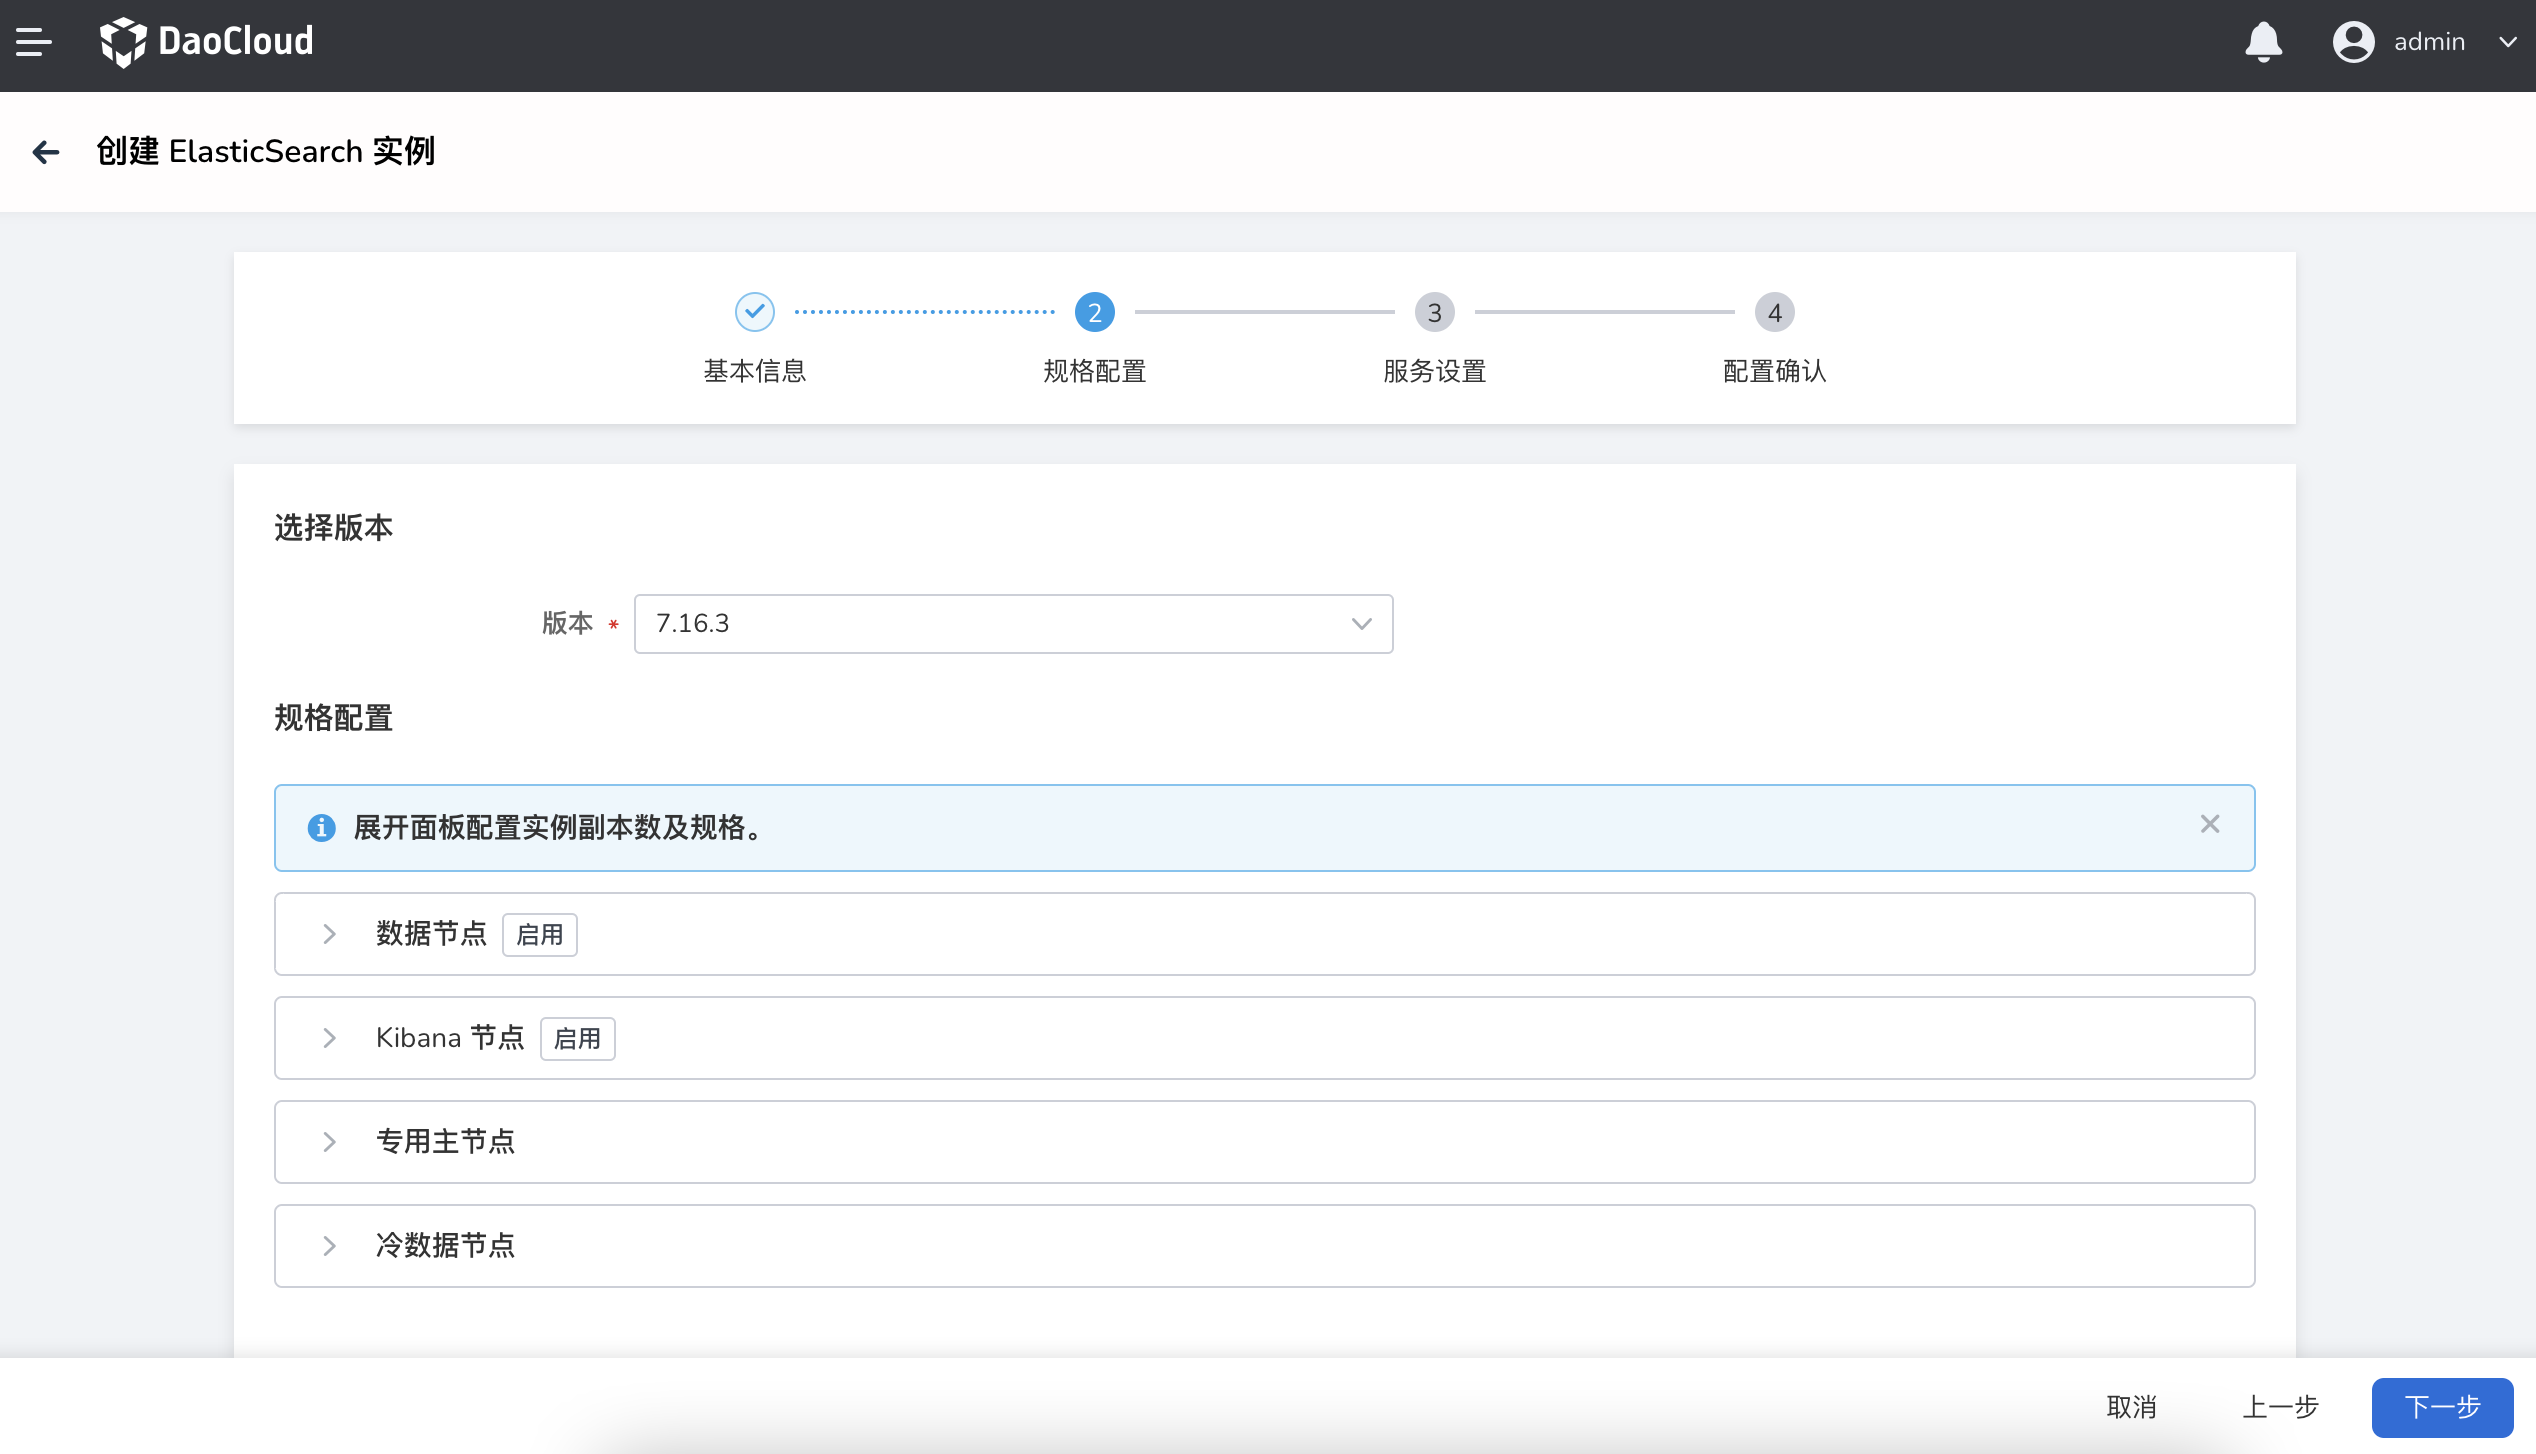 DaoCloud
admin
创建 ElasticSearch 实例
2
3
4
基本信息
规格配置
服务设置
配置确认
选择版本
版本 *
7.16.3
规格配置
展开面板配置实例副本数及规格。
数据节点 启用
Kibana 节点 启用
专用主节点
冷数据节点
取消
上一步
下一步